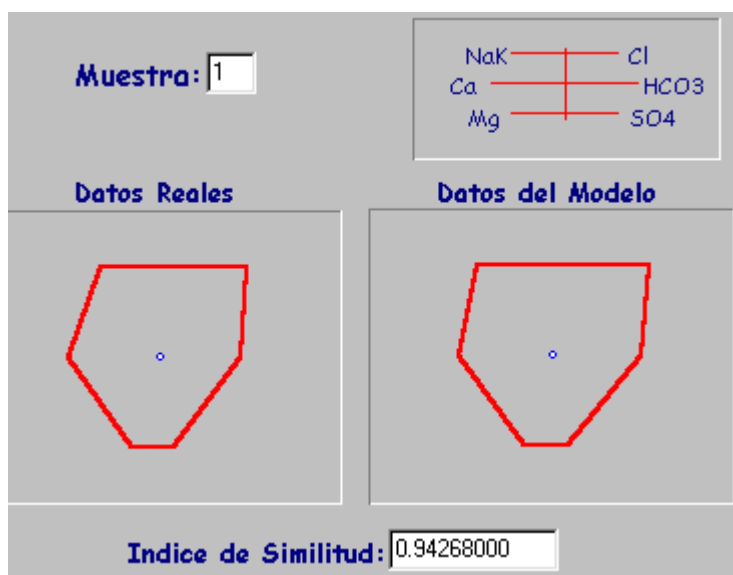 Muestra: 1
NaK Cl
Ca HCO3
Mg SO4
Datos Reales
Datos del Modelo
Indice de Similitud: 0.94268000